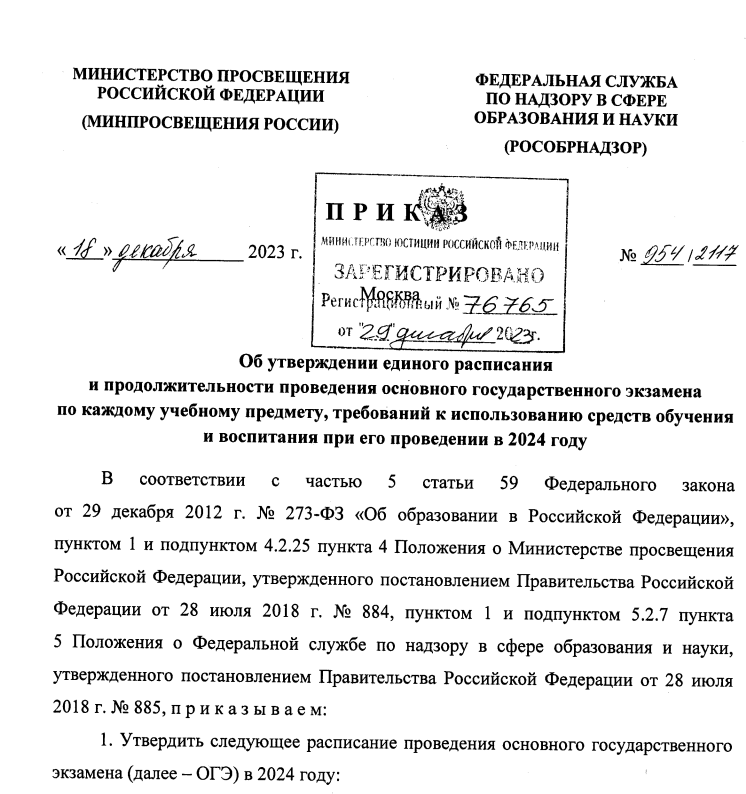 МИНИСТЕРСТВО ПРОСВЕЩЕНИЯ
РОССИЙСКОЙ ФЕДЕРАЦИИ
(МИНПРОСВЕЩЕНИЯ РОССИИ)
ФЕДЕРАЛЬНАЯ СЛУЖБА
ПО НАДЗОРУ В СФЕРЕ
ОБРАЗОВАНИЯ И НАУКИ
(РОСОБРНАДЗОР)
П Р И К А З
МИНИСТЕРСТВО ЮСТИЦИИ РОССИЙСКОЙ ФЕДЕРАЦИИ
«18» декабря 2023 г.
№ 954/2117
ЗАРЕГИСТРИРОВАНО
Москва
Регистрационный № 76765
от "29" декабря 2023г.
Об утверждении единого расписания
и продолжительности проведения основного государственного экзамена
по каждому учебному предмету, требований к использованию средств обучения
и воспитания при его проведении в 2024 году
В соответствии с частью 5 статьи 59 Федерального закона
от 29 декабря 2012 г. № 273-ФЗ «Об образовании в Российской Федерации»,
пунктом 1 и подпунктом 4.2.25 пункта 4 Положения о Министерстве просвещения
Российской Федерации, утвержденного постановлением Правительства Российской
Федерации от 28 июля 2018 г. № 884, пунктом 1 и подпунктом 5.2.7 пункта
5 Положения о Федеральной службе по надзору в сфере образования и науки,
утвержденного постановлением Правительства Российской Федерации от 28 июля
2018 г. № 885, п р и к а з ы в а е м:
1. Утвердить следующее расписание проведения основного государственного
экзамена (далее – ОГЭ) в 2024 году: